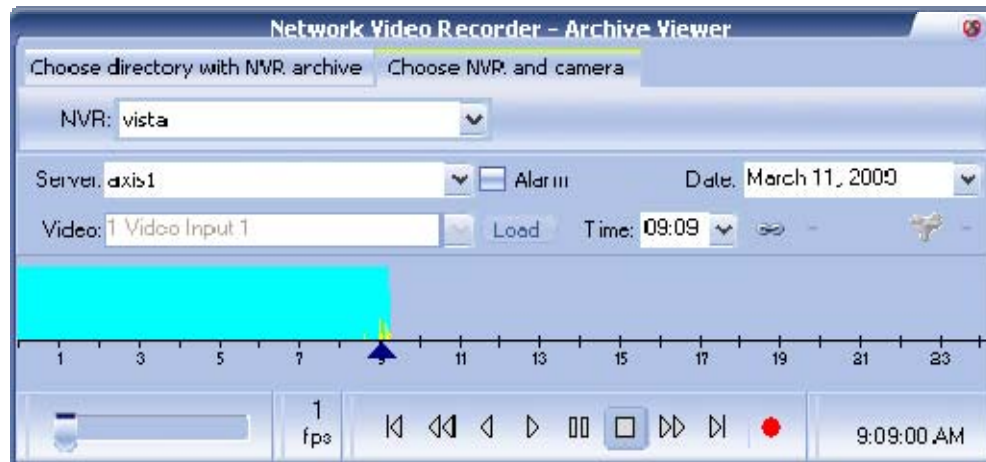 Network Video Recorder - Archive Viewer
Choose directory with NVR archive Choose NVR and camera
NVR: vista
Server: axis1 Alarm Date: March 11, 2009
Video: 1 Video Input 1 Load Time: 09:09
1 3 5 7 9 11 13 15 17 19 21 23
1 fps 9:09:00 AM